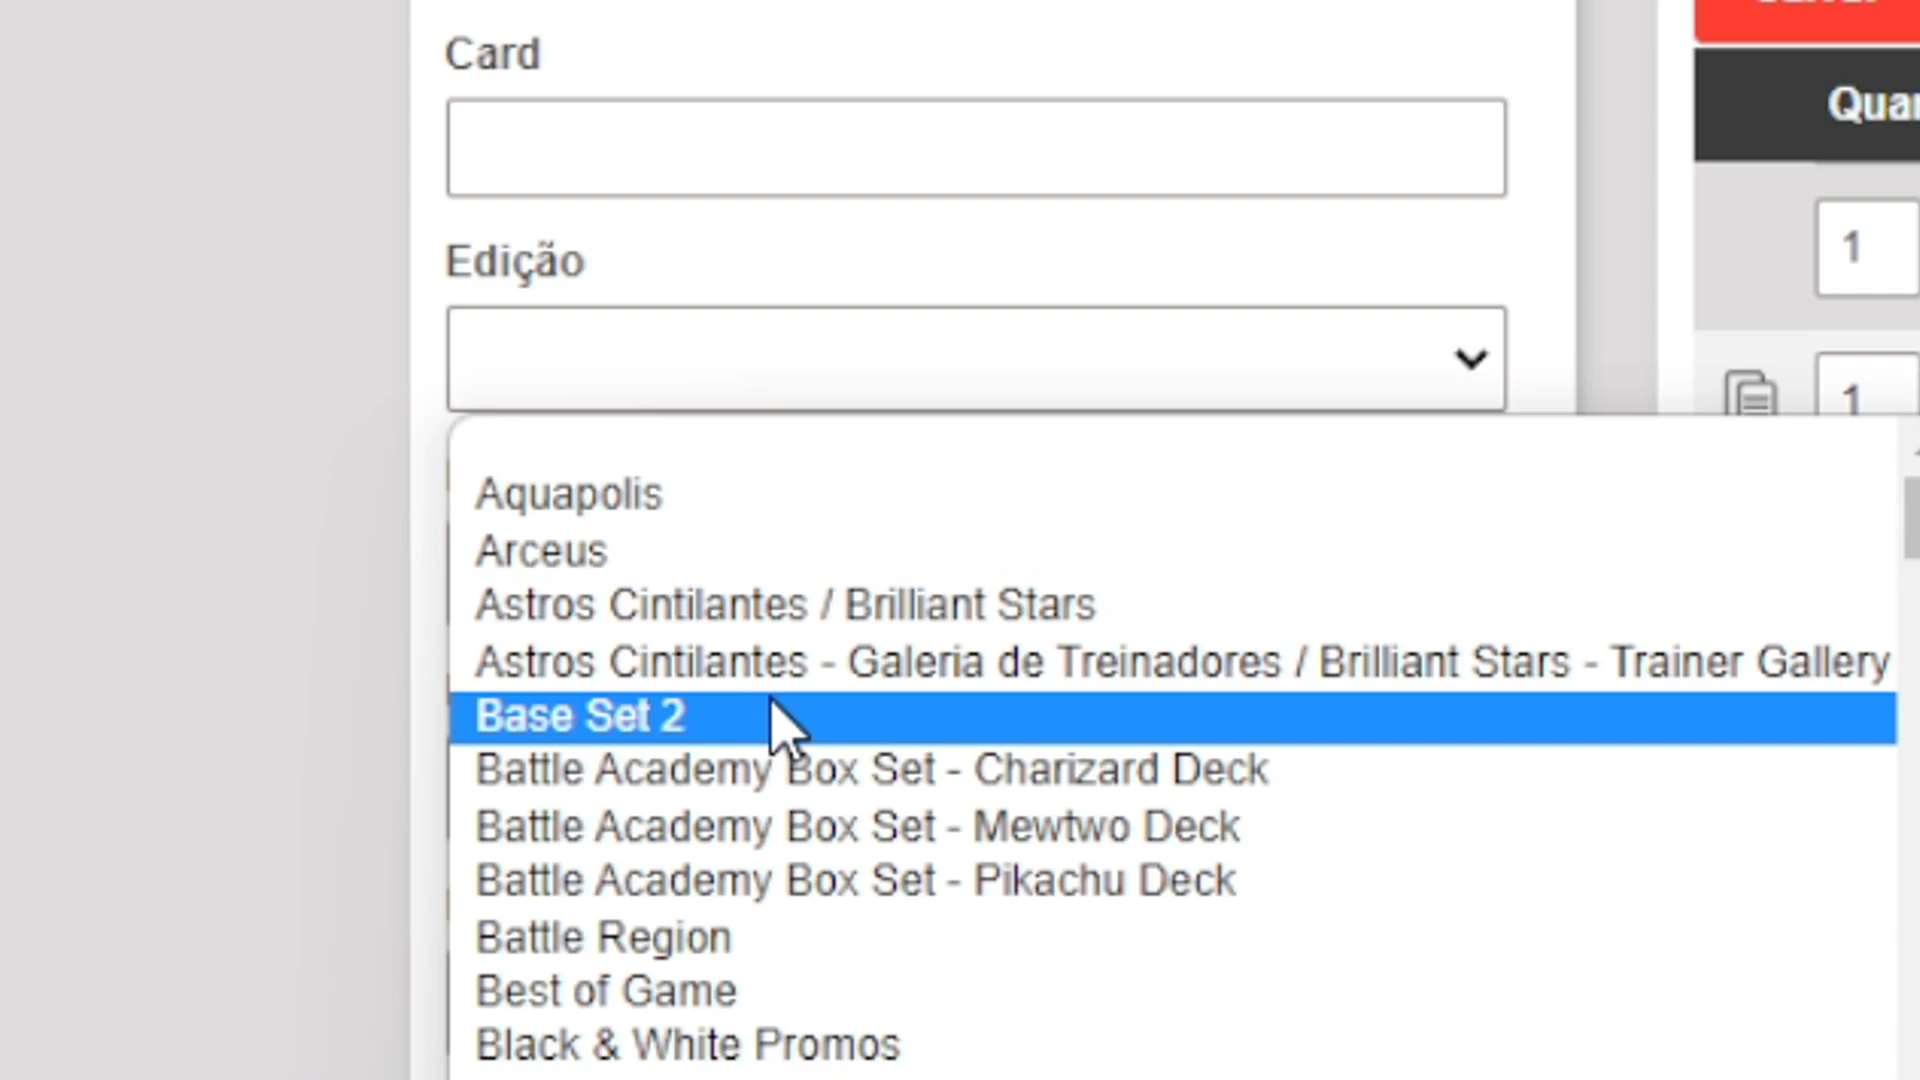 Card
Edição
Aquapolis
Arceus
Astros Cintilantes / Brilliant Stars
Astros Cintilantes - Galeria de Treinadores / Brilliant Stars - Trainer Gallery
Base Set 2
Battle Academy Box Set - Charizard Deck
Battle Academy Box Set - Mewtwo Deck
Battle Academy Box Set - Pikachu Deck
Battle Region
Best of Game
Black & White Promos
1
1